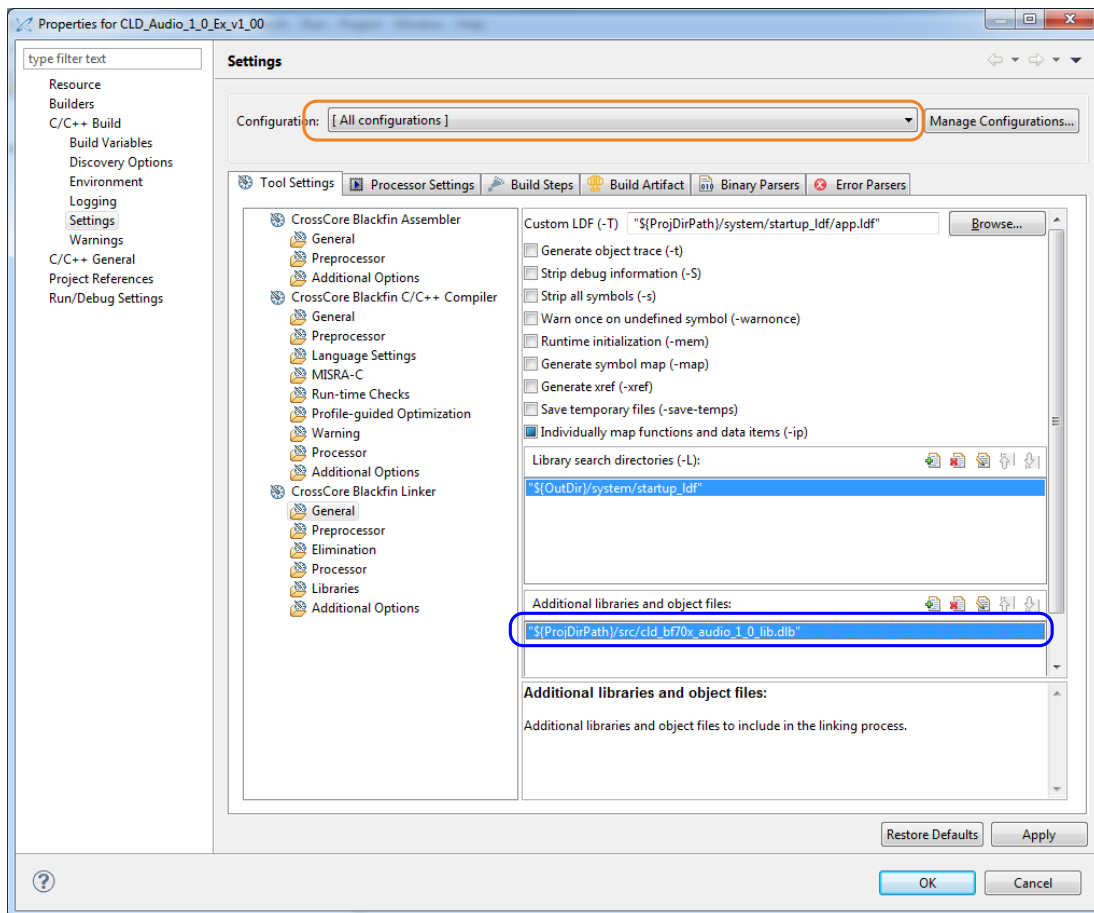 Properties for CLD_Audio_1_0_Ex_v1_00
type filter text
Resource
Builders
C/C++ Build
Build Variables
Discovery Options
Environment
Logging
Settings
Warnings
C/C++ General
Project References
Run/Debug Settings
Settings
Configuration: [ All configurations ] Manage Configurations...
Tool Settings Processor Settings Build Steps Build Artifact Binary Parsers Error Parsers
CrossCore Blackfin Assembler
General
Preprocessor
Additional Options
CrossCore Blackfin C/C++ Compiler
General
Preprocessor
Language Settings
MISRA-C
Run-time Checks
Profile-guided Optimization
Warning
Processor
Additional Options
CrossCore Blackfin Linker
General
Preprocessor
Elimination
Processor
Libraries
Additional Options
Custom LDF (-T) "${ProjDirPath}/system/startup_ldf/app.ldf" Browse...
Generate object trace (-t)
Strip debug information (-S)
Strip all symbols (-s)
Warn once on undefined symbol (-warnonce)
Runtime initialization (-mem)
Generate symbol map (-map)
Generate xref (-xref)
Save temporary files (-save-temps)
Individually map functions and data items (-ip)
Library search directories (-L):
"${OutDir}/system/startup_ldf"
Additional libraries and object files:
"${ProjDirPath}/src/cld_bf70x_audio_1_0_lib.dlb"
Additional libraries and object files:
Additional libraries and object files to include in the linking process.
Restore Defaults Apply
OK Cancel